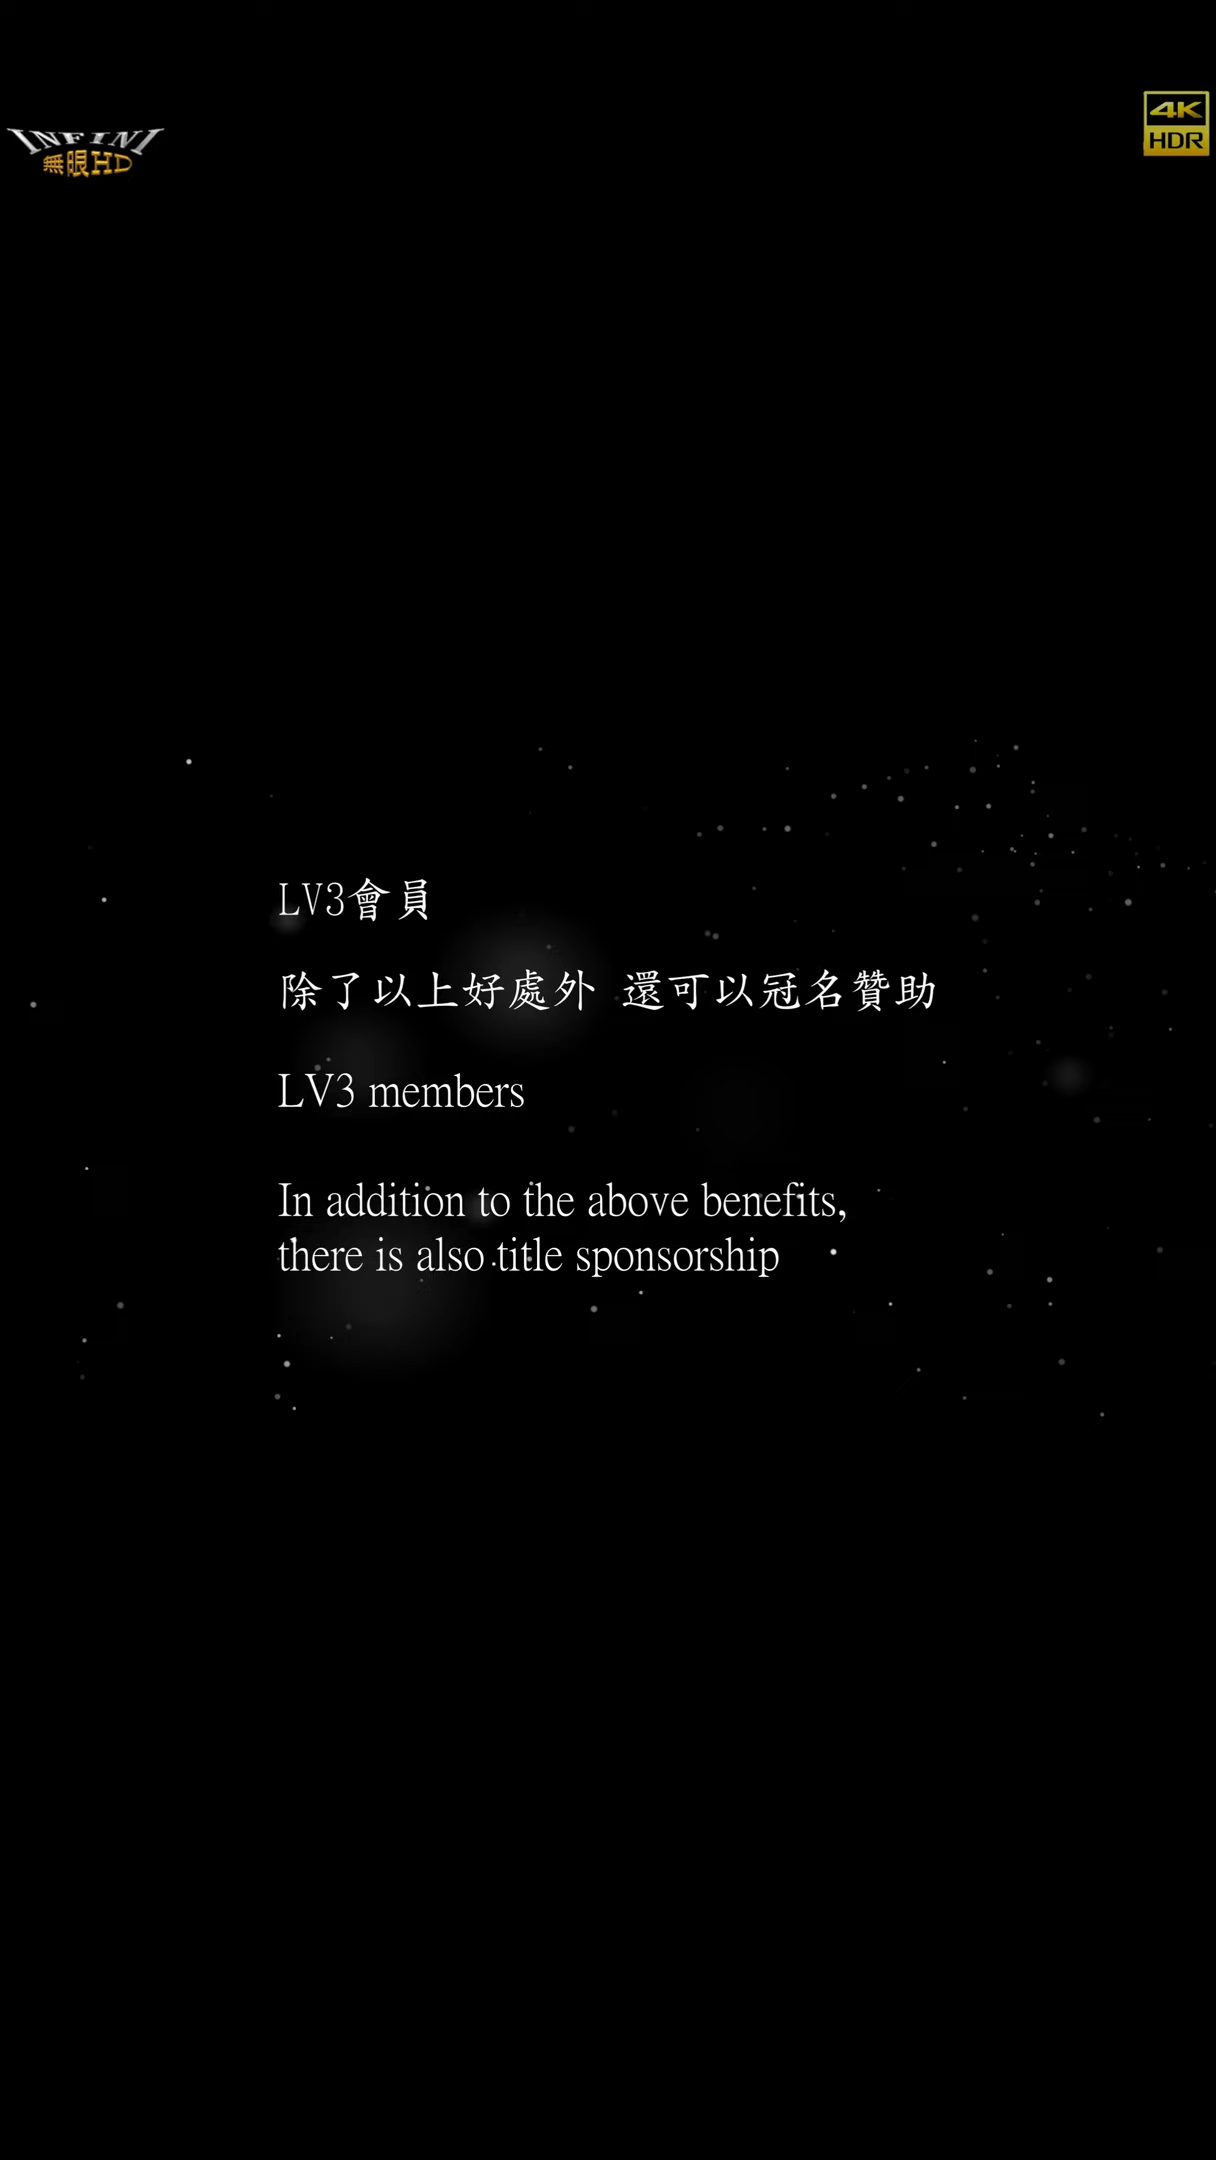 INFINI
無限HD
4K
HDR
LV3會員
除了以上好處外 還可以冠名贊助
LV3 members
In addition to the above benefits,
there is also title sponsorship